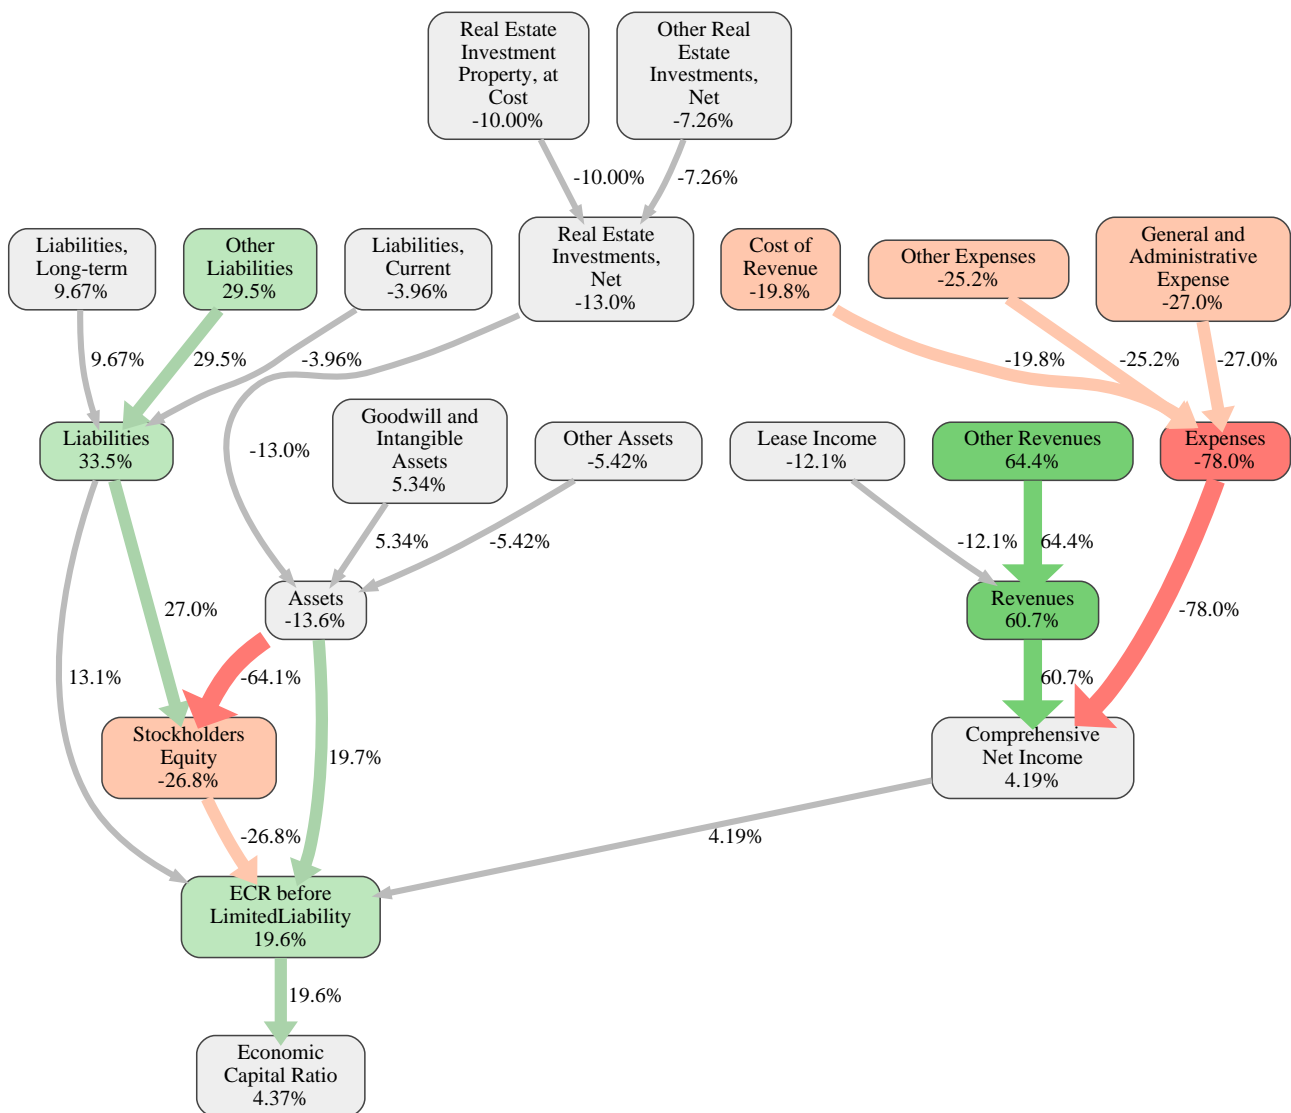 Real Estate
Investment
Property, at
Cost
-10.00%
Other Real
Estate
Investments,
Net
-7.26%
-10.00%
-7.26%
Liabilities,
Long-term
9.67%
Other
Liabilities
29.5%
Liabilities,
Current
-3.96%
Real Estate
Investments,
Net
-13.0%
Cost of
Revenue
-19.8%
Other Expenses
-25.2%
General and
Administrative
Expense
-27.0%
9.67%
29.5%
-3.96%
-19.8%
-25.2%
-27.0%
Liabilities
33.5%
-13.0%
Goodwill and
Intangible
Assets
5.34%
Other Assets
-5.42%
Lease Income
-12.1%
Other Revenues
64.4%
Expenses
-78.0%
5.34%
-5.42%
-12.1%
64.4%
27.0%
Assets
-13.6%
Revenues
60.7%
-78.0%
13.1%
-64.1%
60.7%
Stockholders
Equity
-26.8%
19.7%
Comprehensive
Net Income
4.19%
-26.8%
4.19%
ECR before
LimitedLiability
19.6%
19.6%
Economic
Capital Ratio
4.37%